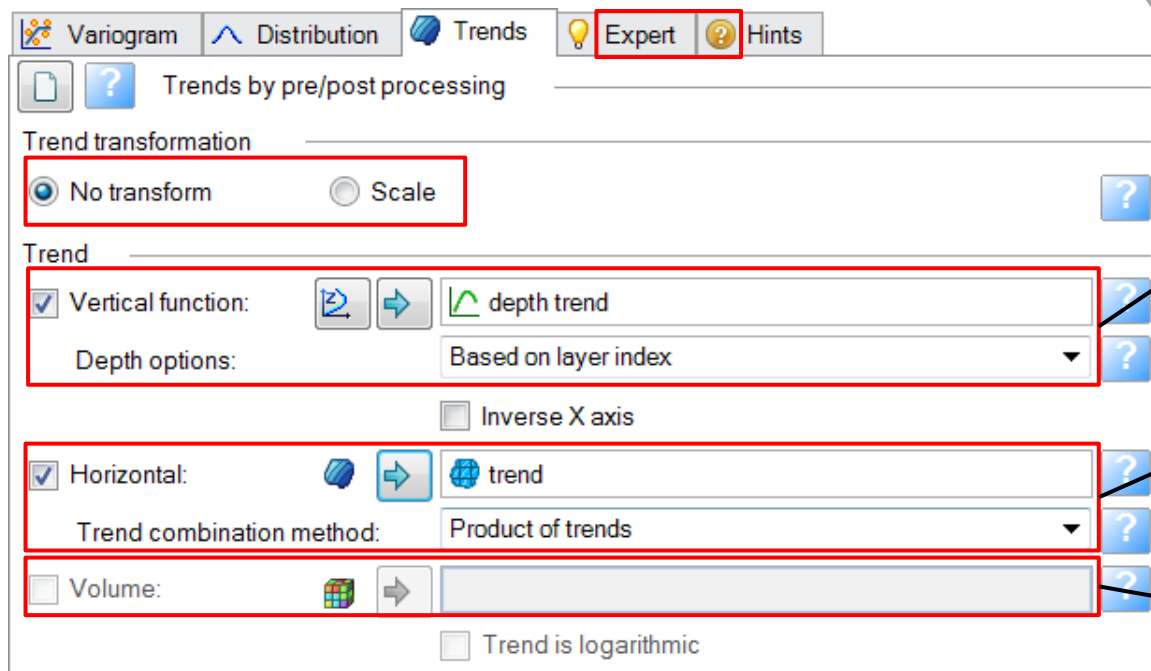 Variogram Distribution Trends Expert ? Hints
? Trends by pre/post processing
Trend transformation
No transform Scale ?
Trend
Vertical function: z depth trend ?
Depth options: Based on layer index ?
Inverse X axis
Horizontal: trend ?
Trend combination method: Product of trends ?
Volume: ?
Trend is logarithmic